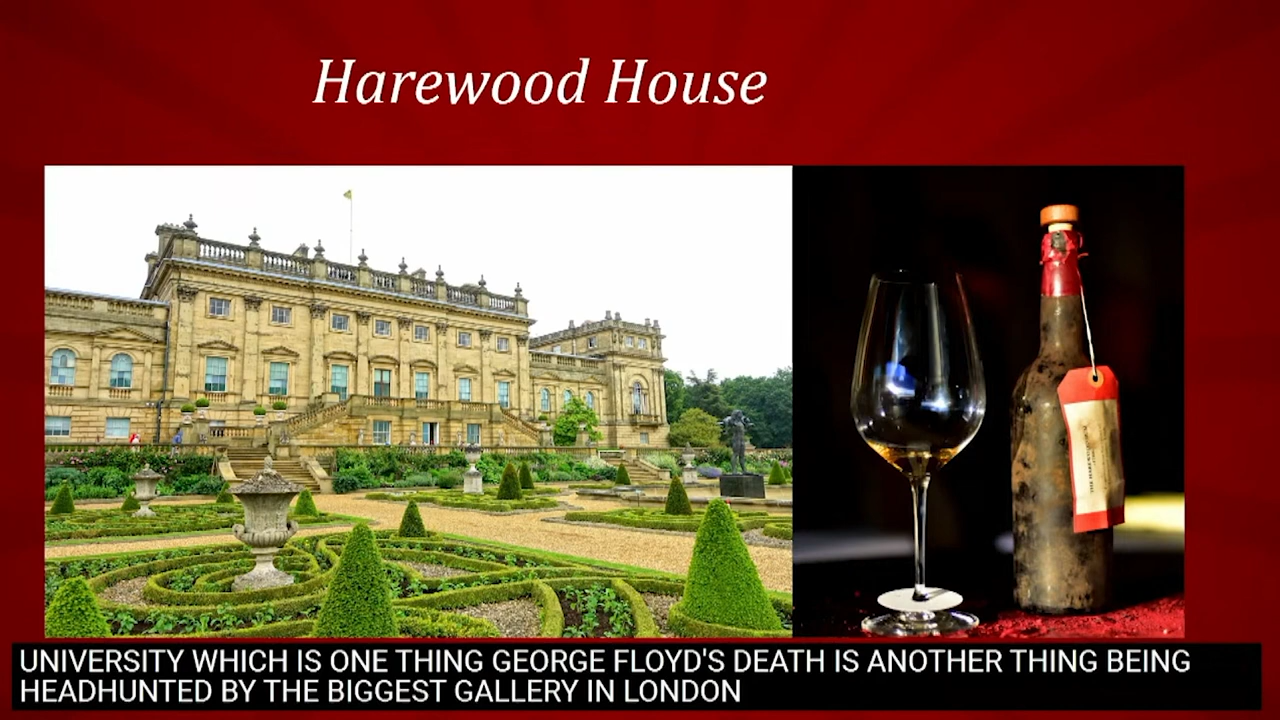 Harewood House
UNIVERSITY WHICH IS ONE THING GEORGE FLOYD'S DEATH IS ANOTHER THING BEING
HEADHUNTED BY THE BIGGEST GALLERY IN LONDON